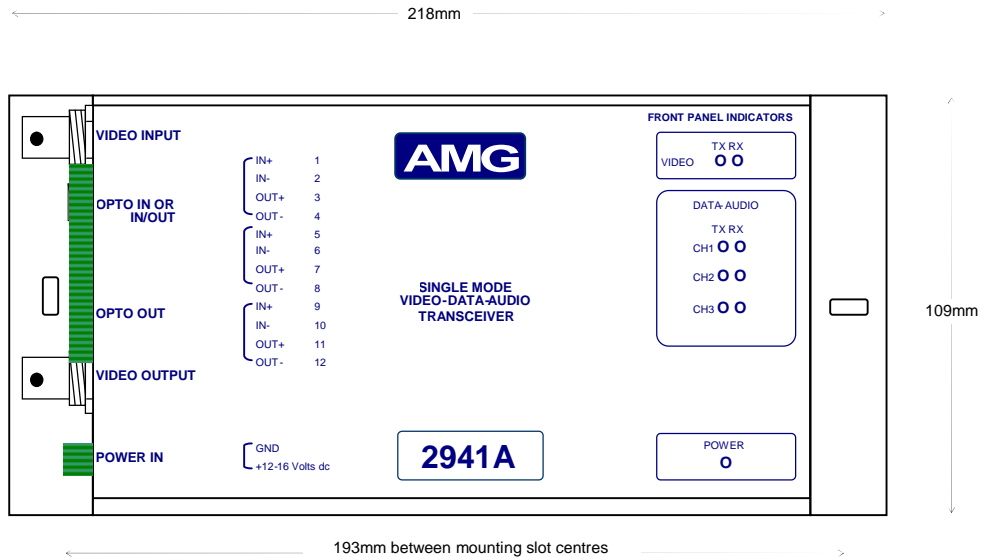 218mm
VIDEO INPUT
OPTO IN OR
IN/OUT
OPTO OUT
VIDEO OUTPUT
POWER IN
IN+ 1
IN- 2
OUT+ 3
OUT- 4
IN+ 5
IN- 6
OUT+ 7
OUT- 8
IN+ 9
IN- 10
OUT+ 11
OUT- 12
GND
+12-16 Volts dc
AMG
SINGLE MODE
VIDEO-DATA-AUDIO
TRANSCEIVER
2941A
FRONT PANEL INDICATORS
TX RX
VIDEO O O
DATA-AUDIO
TX RX
CH1 O O
CH2 O O
CH3 O O
POWER
O
109mm
193mm between mounting slot centres